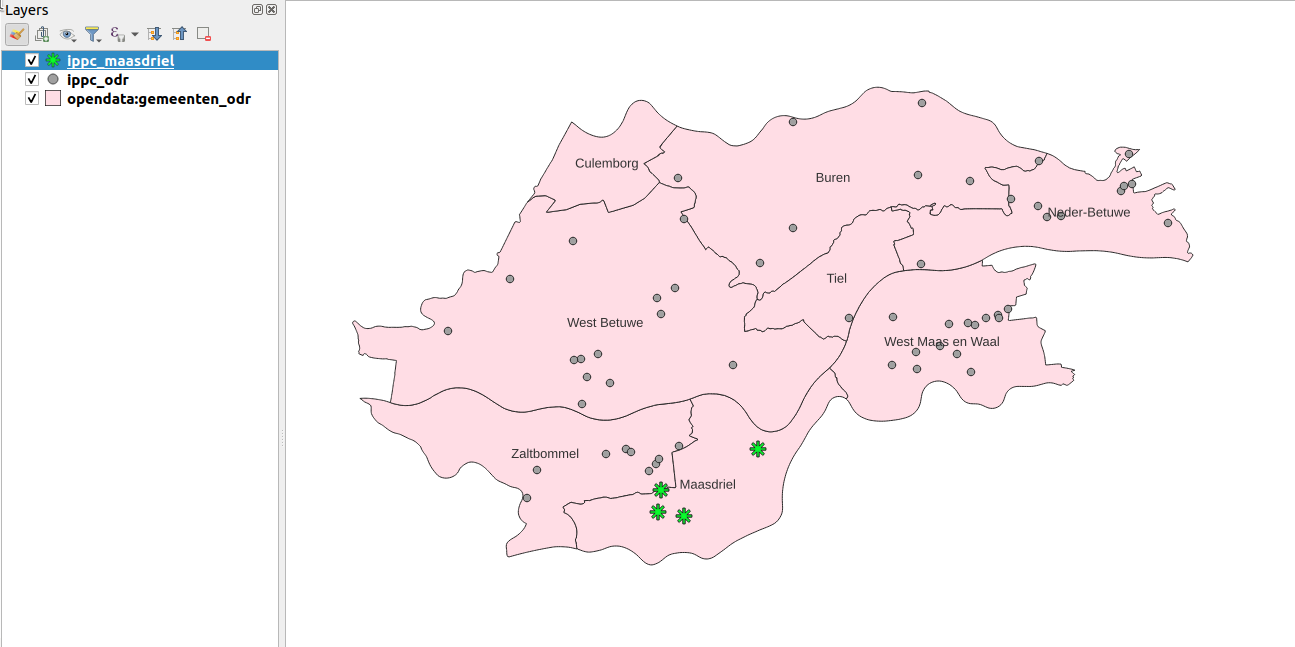 Layers
ippc_maasdriel
ippc_odr
opendata:gemeenten_odr
Culemborg
Buren
Neder-Betuwe
Tiel
West Betuwe
West Maas en Waal
Zaltbommel
Maasdriel